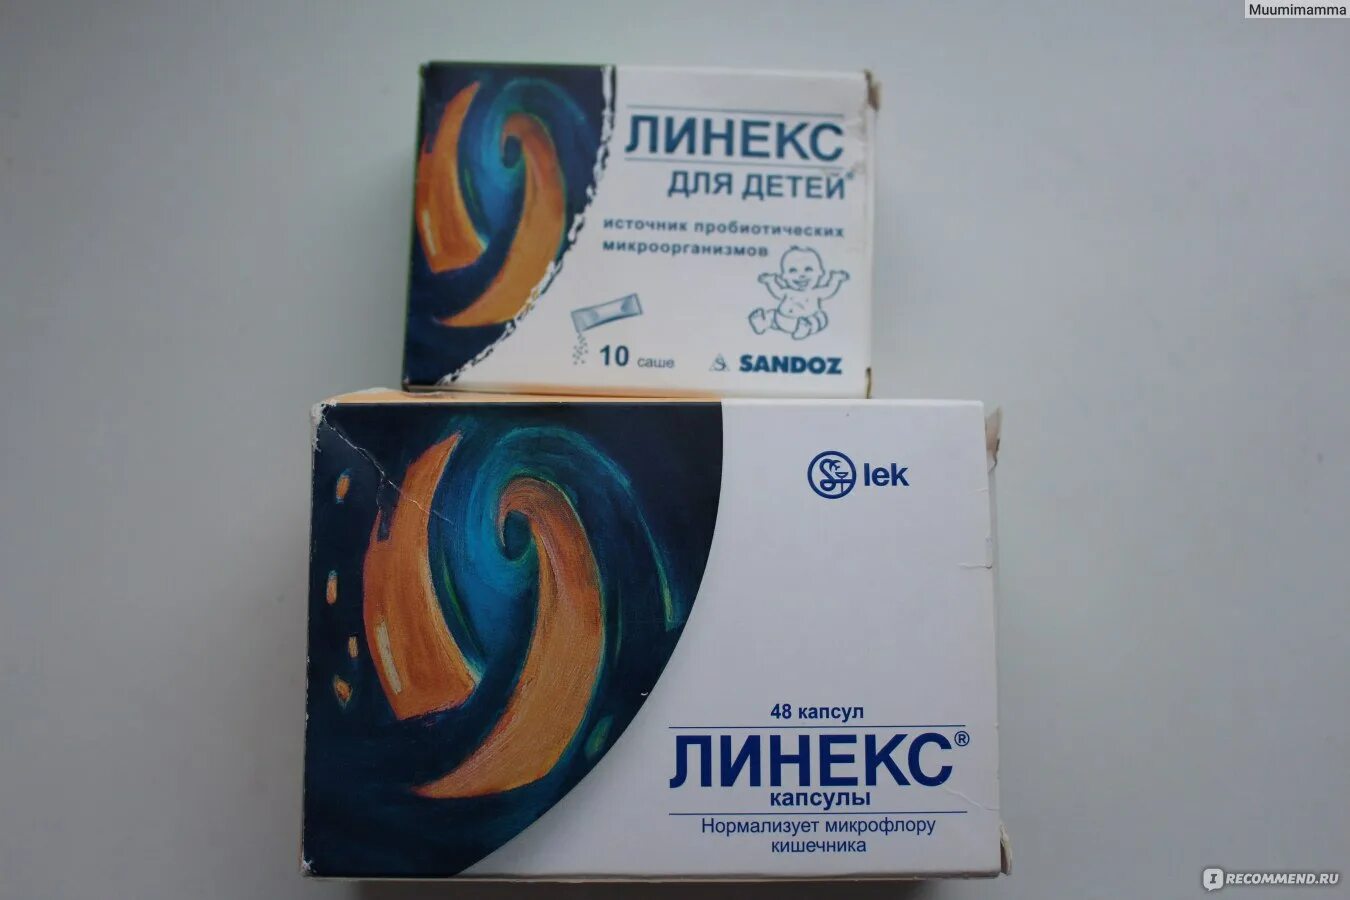 Muumimamma
ЛИНЕКС
ДЛЯ ДЕТЕЙ®
источник пробиотических
микроорганизмов
10 саше
SANDOZ
lek
48 капсул
ЛИНЕКС®
капсулы
Нормализует микрофлору
кишечника
IRECOMMEND.RU